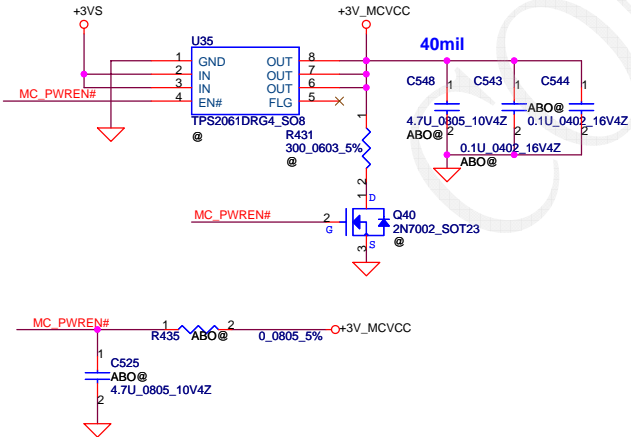 +3VS
+3V_MCVCC
U35
40mil
1 GND OUT 8
2 IN OUT 7
3 IN OUT 6
4 EN# FLG 5
MC_PWREN#
TPS2061DRG4_SO8
@
R431
300_0603_5%
@
1
2
C548
1
4.7U_0805_10V4Z
ABO@
2
C543
1
0.1U_0402_16V4Z
ABO@
2
C544
1
ABO@
0.1U_0402_16V4Z
2
MC_PWREN#
2
G
1
D
3
S
Q40
2N7002_SOT23
@
MC_PWREN#
1
R435
ABO@
2
0_0805_5%
+3V_MCVCC
1
C525
ABO@
4.7U_0805_10V4Z
2